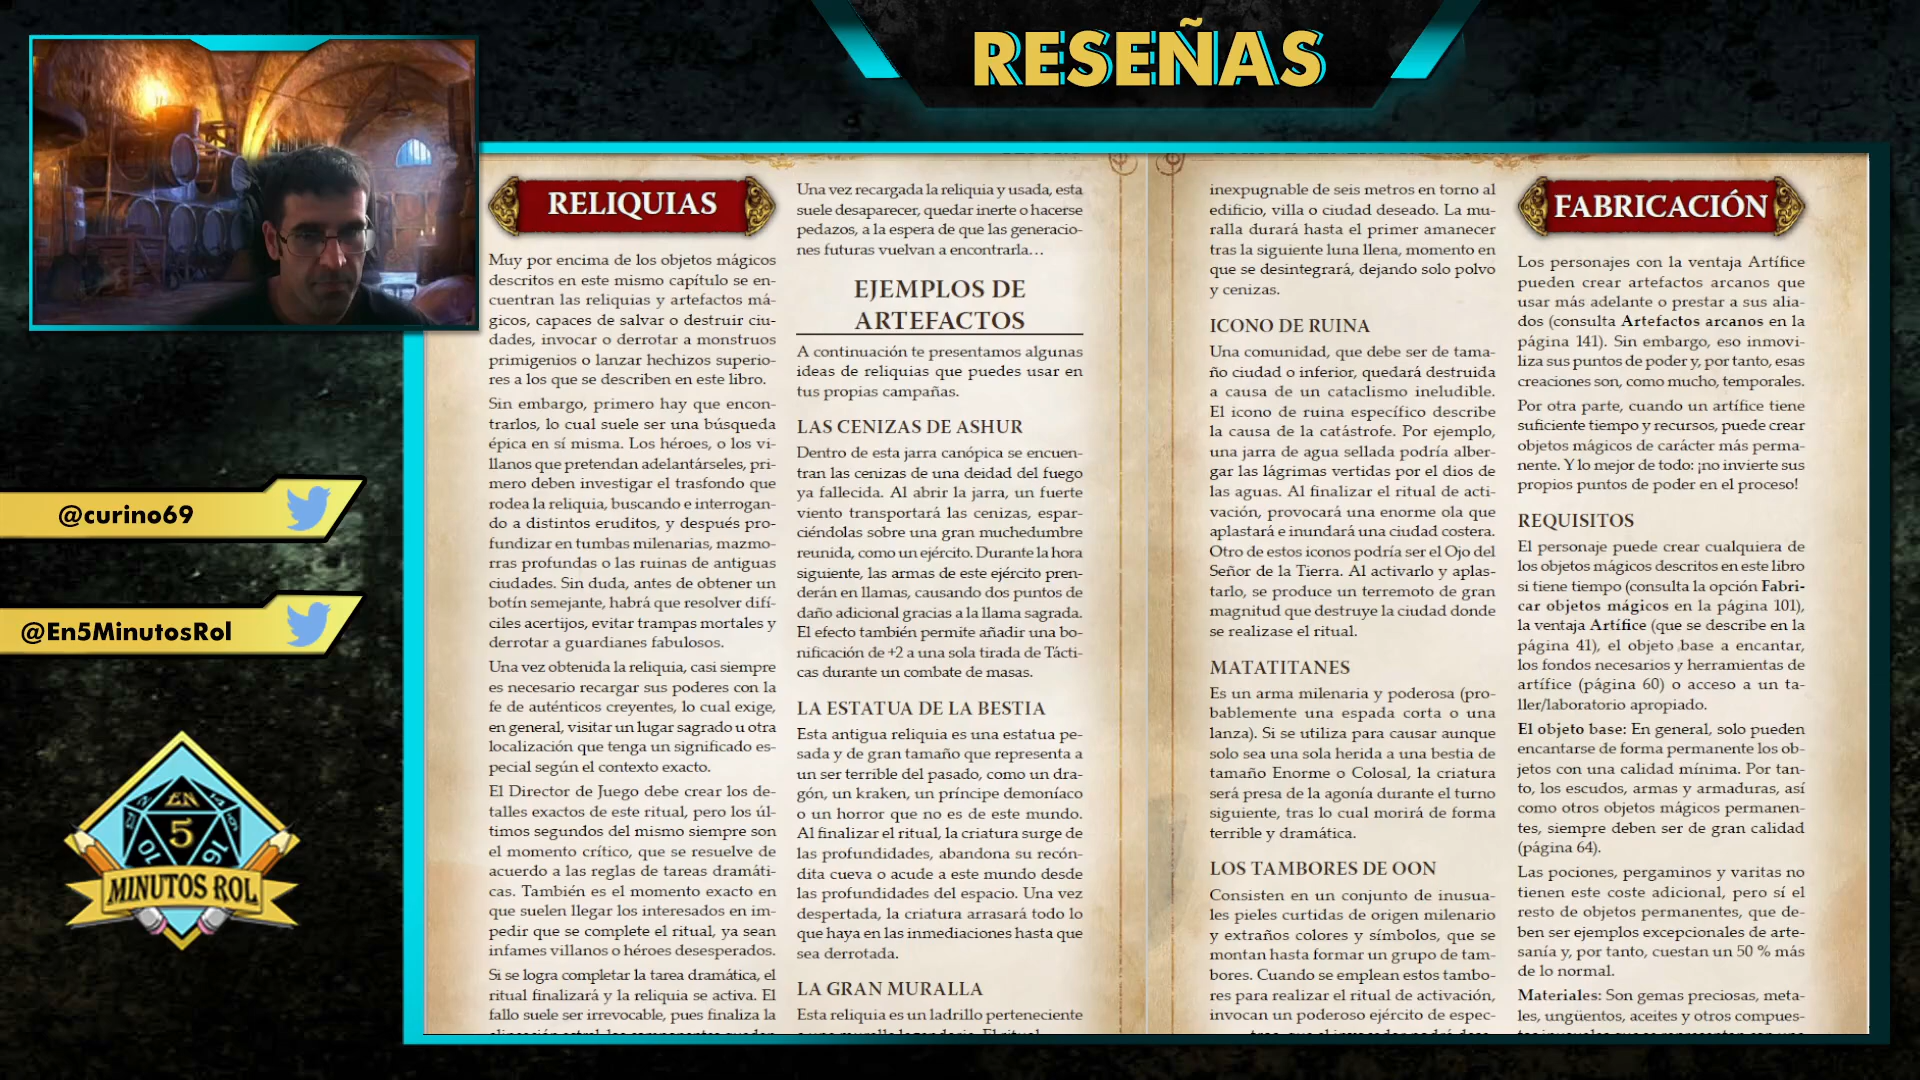 RESEÑAS
@curino69
@En5MinutosRol
EN
5
MINUTOS ROL
RELIQUIAS
Muy por encima de los objetos mágicos
descritos en este mismo capítulo se en-
cuentran las reliquias y artefactos má-
gicos, capaces de salvar o destruir ciu-
dades, invocar o derrotar a monstruos
primigenios o lanzar hechizos superio-
res a los que se describen en este libro.
Sin embargo, primero hay que encon-
trarlos, lo cual suele ser una búsqueda
épica en sí misma. Los héroes, o los vi-
llanos que pretendan adelantárseles, pri-
mero deben investigar el trasfondo que
rodea la reliquia, buscando e interrogan-
do a distintos eruditos, y después pro-
fundizar en tumbas milenarias, mazmo-
rras profundas o las ruinas de antiguas
ciudades. Sin duda, antes de obtener un
botín semejante, habrá que resolver difí-
ciles acertijos, evitar trampas mortales y
derrotar a guardianes fabulosos.
Una vez obtenida la reliquia, casi siempre
es necesario recargar sus poderes con la
fe de auténticos creyentes, lo cual exige,
en general, visitar un lugar sagrado u otra
localización que tenga un significado es-
pecial según el contexto exacto.
El Director de Juego debe crear los de-
talles exactos de este ritual, pero los úl-
timos segundos del mismo siempre son
el momento crítico, que se resuelve de
acuerdo a las reglas de tareas dramáti-
cas. También es el momento exacto en
que suelen llegar los interesados en im-
pedir que se complete el ritual, ya sean
infames villanos o héroes desesperados.
Si se logra completar la tarea dramática, el
ritual finalizará y la reliquia se activa. El
fallo suele ser irrevocable, pues finaliza la
Una vez recargada la reliquia y usada, esta
suele desaparecer, quedar inerte o hacerse
pedazos, a la espera de que las generacio-
nes futuras vuelvan a encontrarla…
EJEMPLOS DE
ARTEFACTOS
A continuación te presentamos algunas
ideas de reliquias que puedes usar en
tus propias campañas.
LAS CENIZAS DE ASHUR
Dentro de esta jarra canópica se encuen-
tran las cenizas de una deidad del fuego
ya fallecida. Al abrir la jarra, un fuerte
viento transportará las cenizas, espar-
ciéndolas sobre una gran muchedumbre
reunida, como un ejército. Durante la hora
siguiente, las armas de este ejército pren-
derán en llamas, causando dos puntos de
daño adicional gracias a la llama sagrada.
El efecto también permite añadir una bo-
nificación de +2 a una sola tirada de Tácti-
cas durante un combate de masas.
LA ESTATUA DE LA BESTIA
Esta antigua reliquia es una estatua pe-
sada y de gran tamaño que representa a
un ser terrible del pasado, como un dra-
gón, un kraken, un príncipe demoníaco
o un horror que no es de este mundo.
Al finalizar el ritual, la criatura surge de
las profundidades, abandona su recón-
dita cueva o acude a este mundo desde
las profundidades del espacio. Una vez
despertada, la criatura arrasará todo lo
que haya en las inmediaciones hasta que
sea derrotada.
LA GRAN MURALLA
Esta reliquia es un ladrillo perteneciente
inexpugnable de seis metros en torno al
edificio, villa o ciudad deseado. La mu-
ralla durará hasta el primer amanecer
tras la siguiente luna llena, momento en
que se desintegrará, dejando solo polvo
y cenizas.
ICONO DE RUINA
Una comunidad, que debe ser de tama-
ño ciudad o inferior, quedará destruida
a causa de un cataclismo ineludible.
El icono de ruina específico describe
la causa de la catástrofe. Por ejemplo,
una jarra de agua sellada podría alber-
gar las lágrimas vertidas por el dios de
las aguas. Al finalizar el ritual de acti-
vación, provocará una enorme ola que
aplastará e inundará una ciudad costera.
Otro de estos iconos podría ser el Ojo del
Señor de la Tierra. Al activarlo y aplas-
tarlo, se produce un terremoto de gran
magnitud que destruye la ciudad donde
se realizase el ritual.
MATATITANES
Es un arma milenaria y poderosa (pro-
bablemente una espada corta o una
lanza). Si se utiliza para causar aunque
solo sea una sola herida a una bestia de
tamaño Enorme o Colosal, la criatura
será presa de la agonía durante el turno
siguiente, tras lo cual morirá de forma
terrible y dramática.
LOS TAMBORES DE OON
Consisten en un conjunto de inusua-
les pieles curtidas de origen milenario
y extraños colores y símbolos, que se
montan hasta formar un grupo de tam-
bores. Cuando se emplean estos tambo-
res para realizar el ritual de activación,
invocan un poderoso ejército de espec-
FABRICACIÓN
Los personajes con la ventaja Artífice
pueden crear artefactos arcanos que
usar más adelante o prestar a sus alia-
dos (consulta Artefactos arcanos en la
página 141). Sin embargo, eso inmovi-
liza sus puntos de poder y, por tanto, esas
creaciones son, como mucho, temporales.
Por otra parte, cuando un artífice tiene
suficiente tiempo y recursos, puede crear
objetos mágicos de carácter más perma-
nente. Y lo mejor de todo: ¡no invierte sus
propios puntos de poder en el proceso!
REQUISITOS
El personaje puede crear cualquiera de
los objetos mágicos descritos en este libro
si tiene tiempo (consulta la opción Fabri-
car objetos mágicos en la página 101),
la ventaja Artífice (que se describe en la
página 41), el objeto base a encantar,
los fondos necesarios y herramientas de
artífice (página 60) o acceso a un ta-
ller/laboratorio apropiado.
El objeto base: En general, solo pueden
encantarse de forma permanente los ob-
jetos con una calidad mínima. Por tan-
to, los escudos, armas y armaduras, así
como otros objetos mágicos permanen-
tes, siempre deben ser de gran calidad
(página 64).
Las pociones, pergaminos y varitas no
tienen este coste adicional, pero sí el
resto de objetos permanentes, que de-
ben ser ejemplos excepcionales de arte-
sanía y, por tanto, cuestan un 50 % más
de lo normal.
Materiales: Son gemas preciosas, meta-
les, ungüentos, aceites y otros compues-